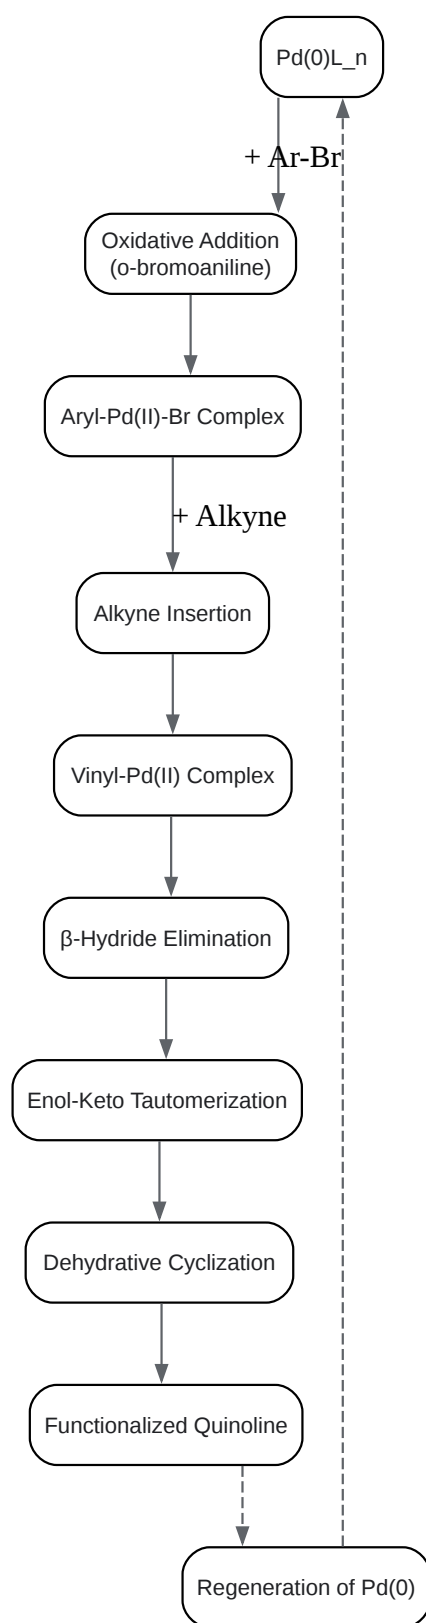 Pd(0)L_n
+ Ar-Br
Oxidative Addition
(o-bromoaniline)
Aryl-Pd(II)-Br Complex
+ Alkyne
Alkyne Insertion
Vinyl-Pd(II) Complex
β-Hydride Elimination
Enol-Keto Tautomerization
Dehydrative Cyclization
Functionalized Quinoline
Regeneration of Pd(0)